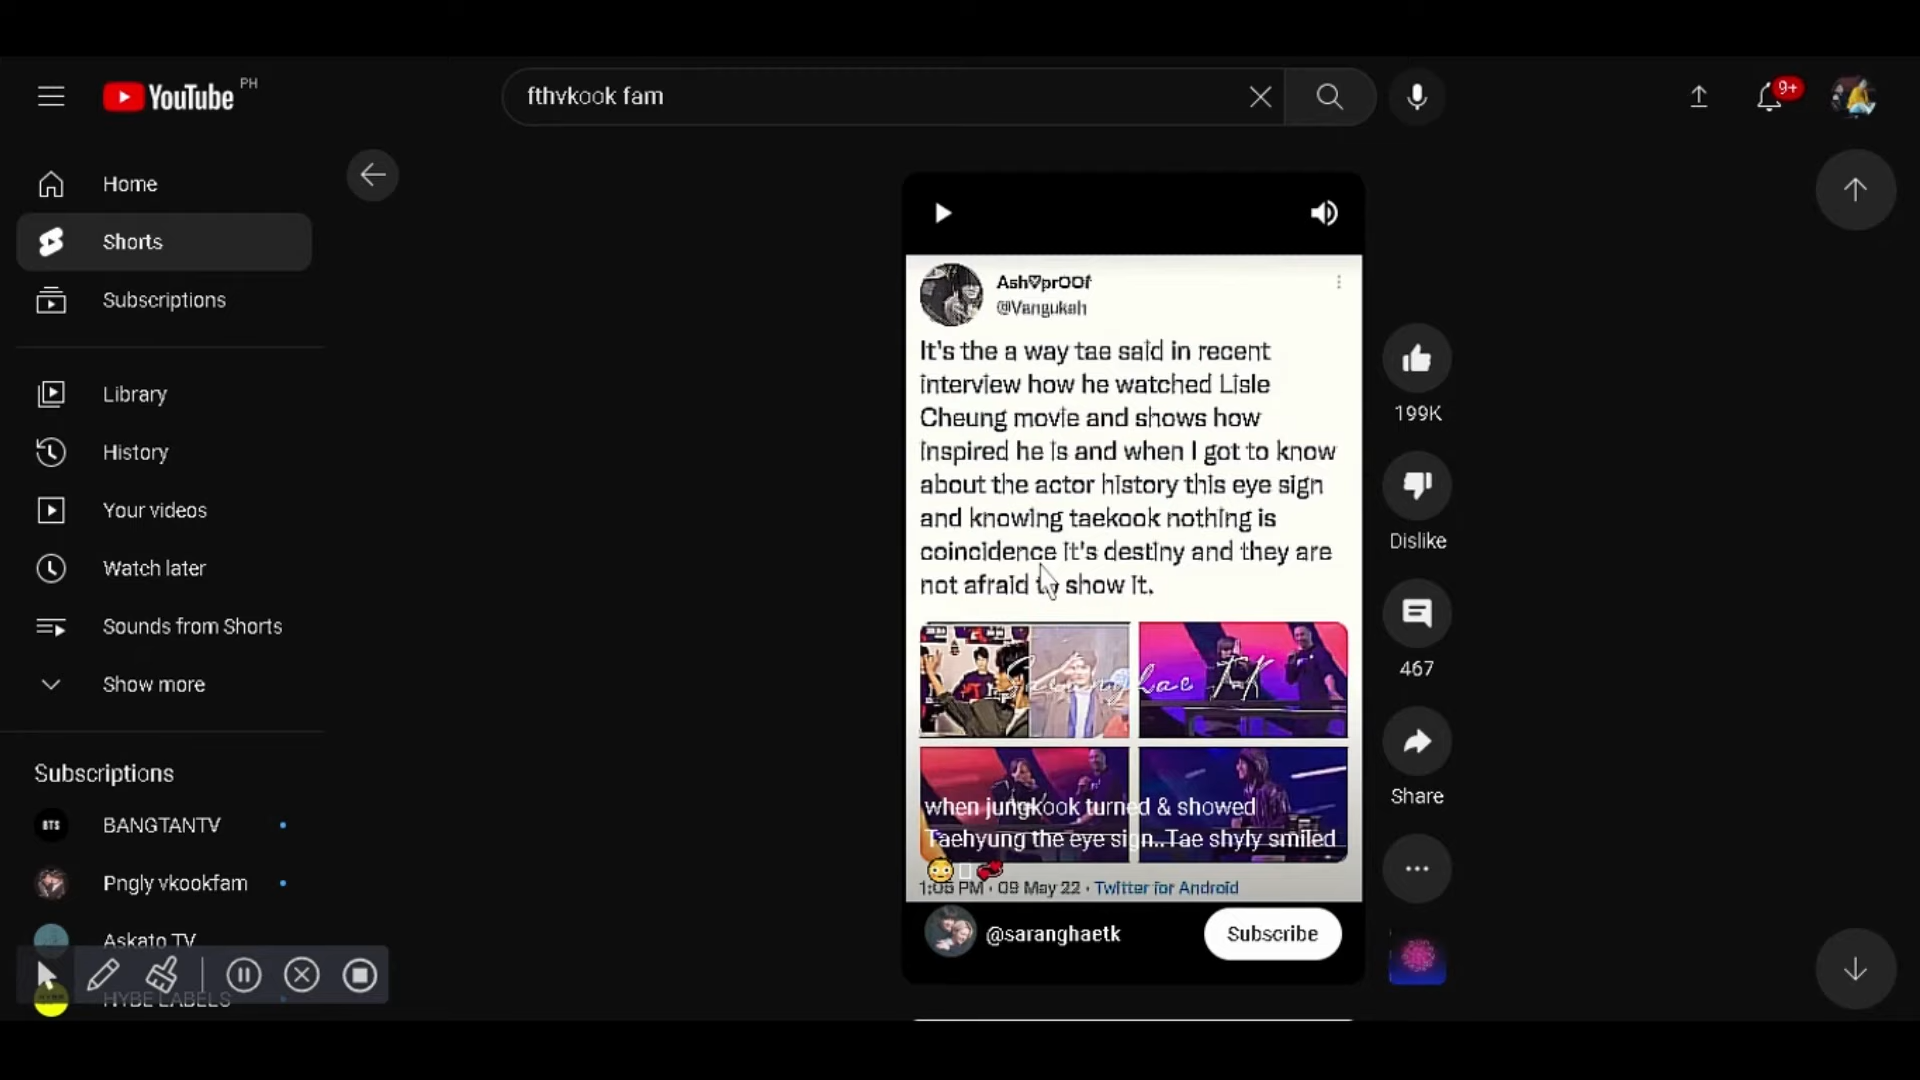 YouTube PH
fthvkook fam
9+
Home
Shorts
Subscriptions
Library
History
Your videos
Watch later
Sounds from Shorts
Show more
Subscriptions
BTS BANGTANTV
Pngly vkookfam
Askato TV
HYBE LABELS
Ash♡prOOf
@Vangukah
It's the a way tae said in recent
interview how he watched Lisle
Cheung movie and shows how
inspired he is and when I got to know
about the actor history this eye sign
and knowing taekook nothing is
coincidence it's destiny and they are
not afraid to show it.
Saranghae TK
when jungkook turned & showed
Taehyung the eye sign..Tae shyly smiled
1:06 PM · 09 May 22 · Twitter for Android
@saranghaetk
Subscribe
199K
Dislike
467
Share